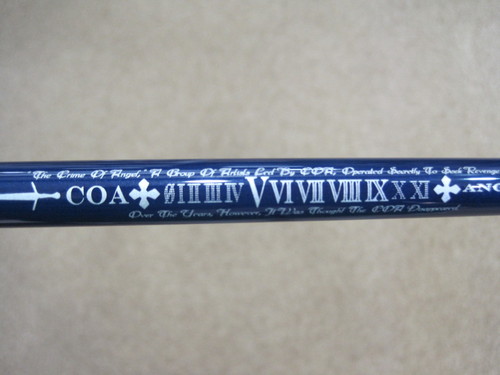 "The Crime Of Angel," A Group Of Artists Led By COA, Operated Secretly To Seek Revenge
COA I II III IV V VI VII VIII IX X XI ANG
Over The Years, However, It Was Thought The COA Disappeared